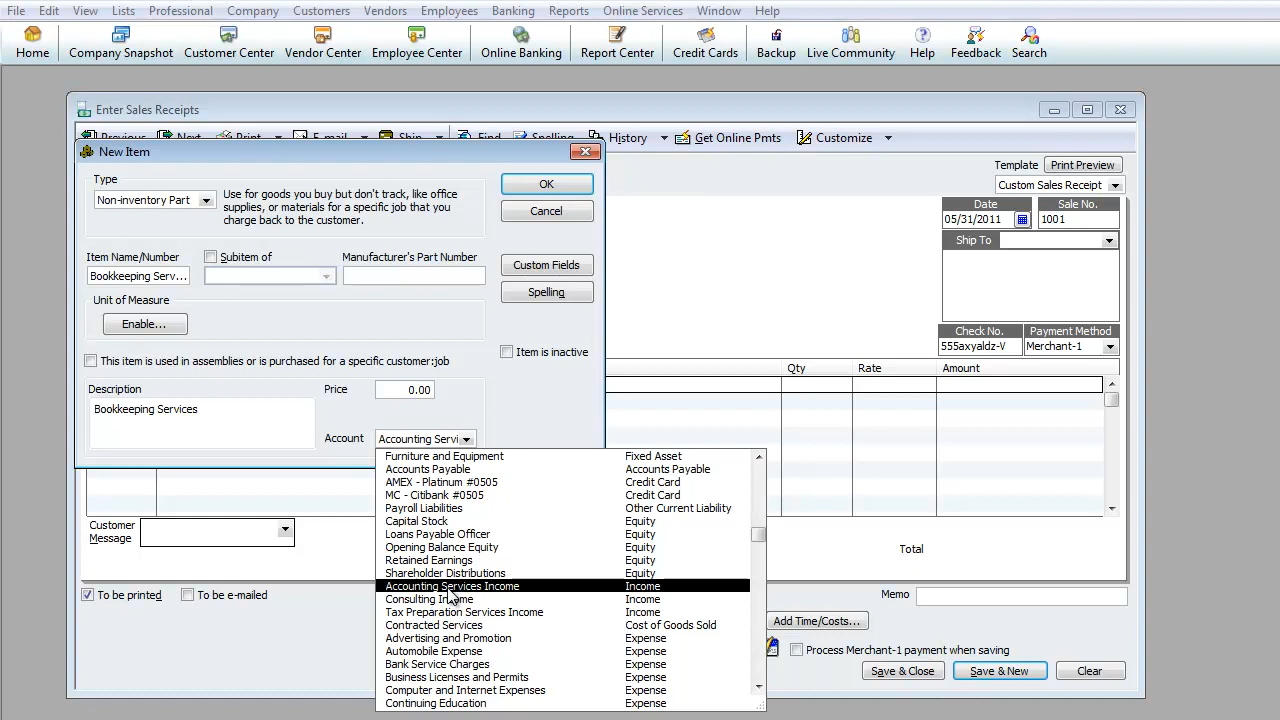 File Edit View Lists Professional Company Customers Vendors Employees Banking Reports Online Services Window Help
Home Company Snapshot Customer Center Vendor Center Employee Center Online Banking Report Center Credit Cards Backup Live Community Help Feedback Search
Enter Sales Receipts
Previous Next Print E-mail Ship Find Spelling History Get Online Pmts Customize
New Item
Template Print Preview
Custom Sales Receipt
Type
Non-inventory Part
Use for goods you buy but don't track, like office
supplies, or materials for a specific job that you
charge back to the customer.
OK
Cancel
Date Sale No.
05/31/2011 1001
Ship To
Item Name/Number Subitem of Manufacturer's Part Number
Bookkeeping Serv...
Custom Fields
Spelling
Unit of Measure
Enable...
Check No. Payment Method
555axyaldz-V Merchant-1
This item is used in assemblies or is purchased for a specific customer:job
Item is inactive
Qty Rate Amount
Description Price 0.00
Bookkeeping Services
Account Accounting Servi
Furniture and Equipment Fixed Asset
Accounts Payable Accounts Payable
AMEX - Platinum #0505 Credit Card
MC - Citibank #0505 Credit Card
Payroll Liabilities Other Current Liability
Capital Stock Equity
Loans Payable Officer Equity
Opening Balance Equity Equity
Retained Earnings Equity
Shareholder Distributions Equity
Accounting Services Income Income
Consulting Income Income
Tax Preparation Services Income Income
Contracted Services Cost of Goods Sold
Advertising and Promotion Expense
Automobile Expense Expense
Bank Service Charges Expense
Business Licenses and Permits Expense
Computer and Internet Expenses Expense
Continuing Education Expense
Customer
Message
Total
To be printed To be e-mailed
Memo
Add Time/Costs...
Process Merchant-1 payment when saving
Save & Close Save & New Clear